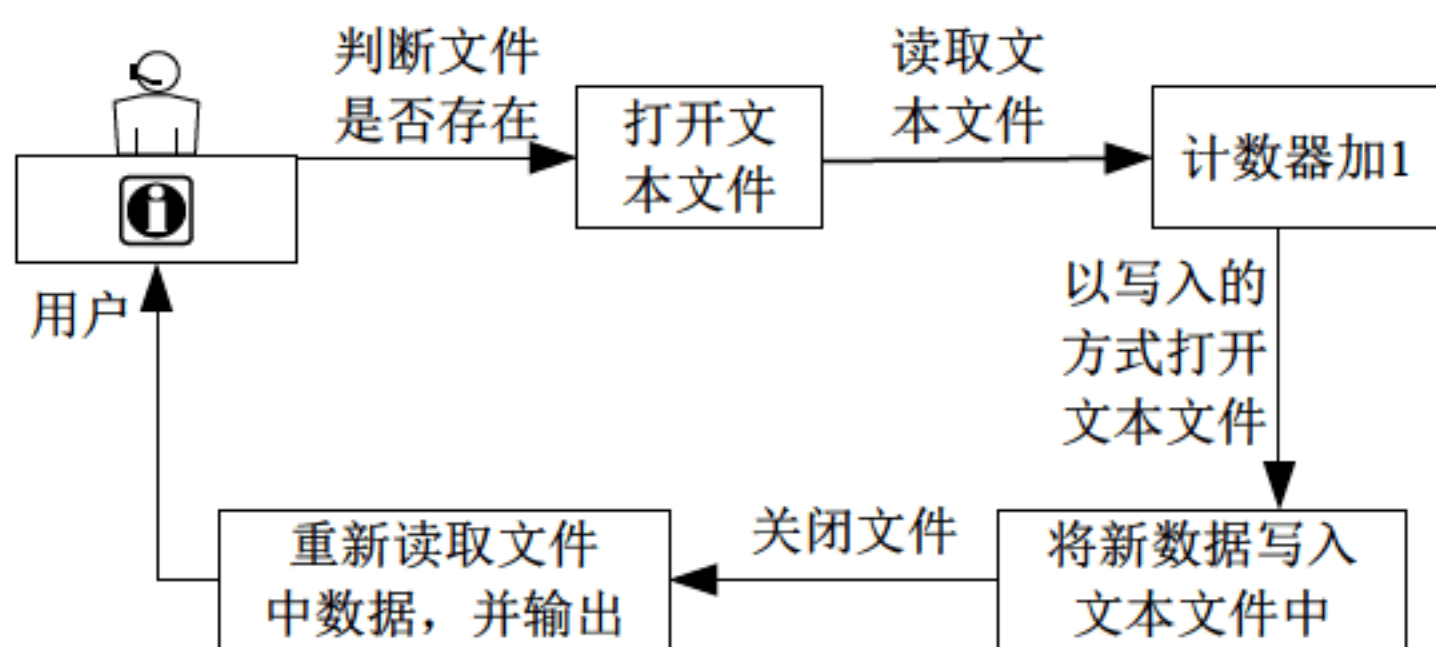 判断文件
是否存在
打开文
本文件
读取文
本文件
计数器加1
以写入的
方式打开
文本文件
将新数据写入
文本文件中
关闭文件
重新读取文件
中数据，并输出
用户